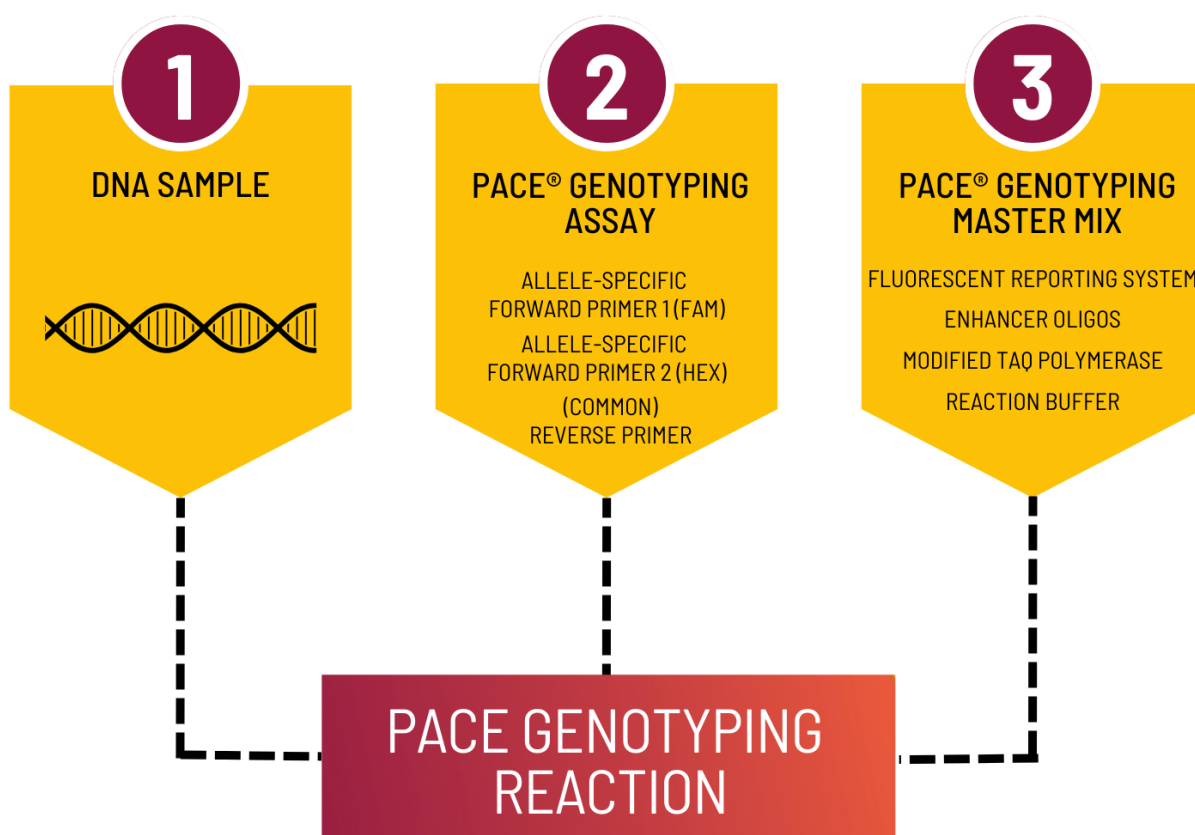 1
DNA SAMPLE
2
PACE® GENOTYPING
ASSAY
ALLELE-SPECIFIC
FORWARD PRIMER 1 (FAM)
ALLELE-SPECIFIC
FORWARD PRIMER 2 (HEX)
(COMMON)
REVERSE PRIMER
3
PACE® GENOTYPING
MASTER MIX
FLUORESCENT REPORTING SYSTEM
ENHANCER OLIGOS
MODIFIED TAQ POLYMERASE
REACTION BUFFER
PACE GENOTYPING
REACTION